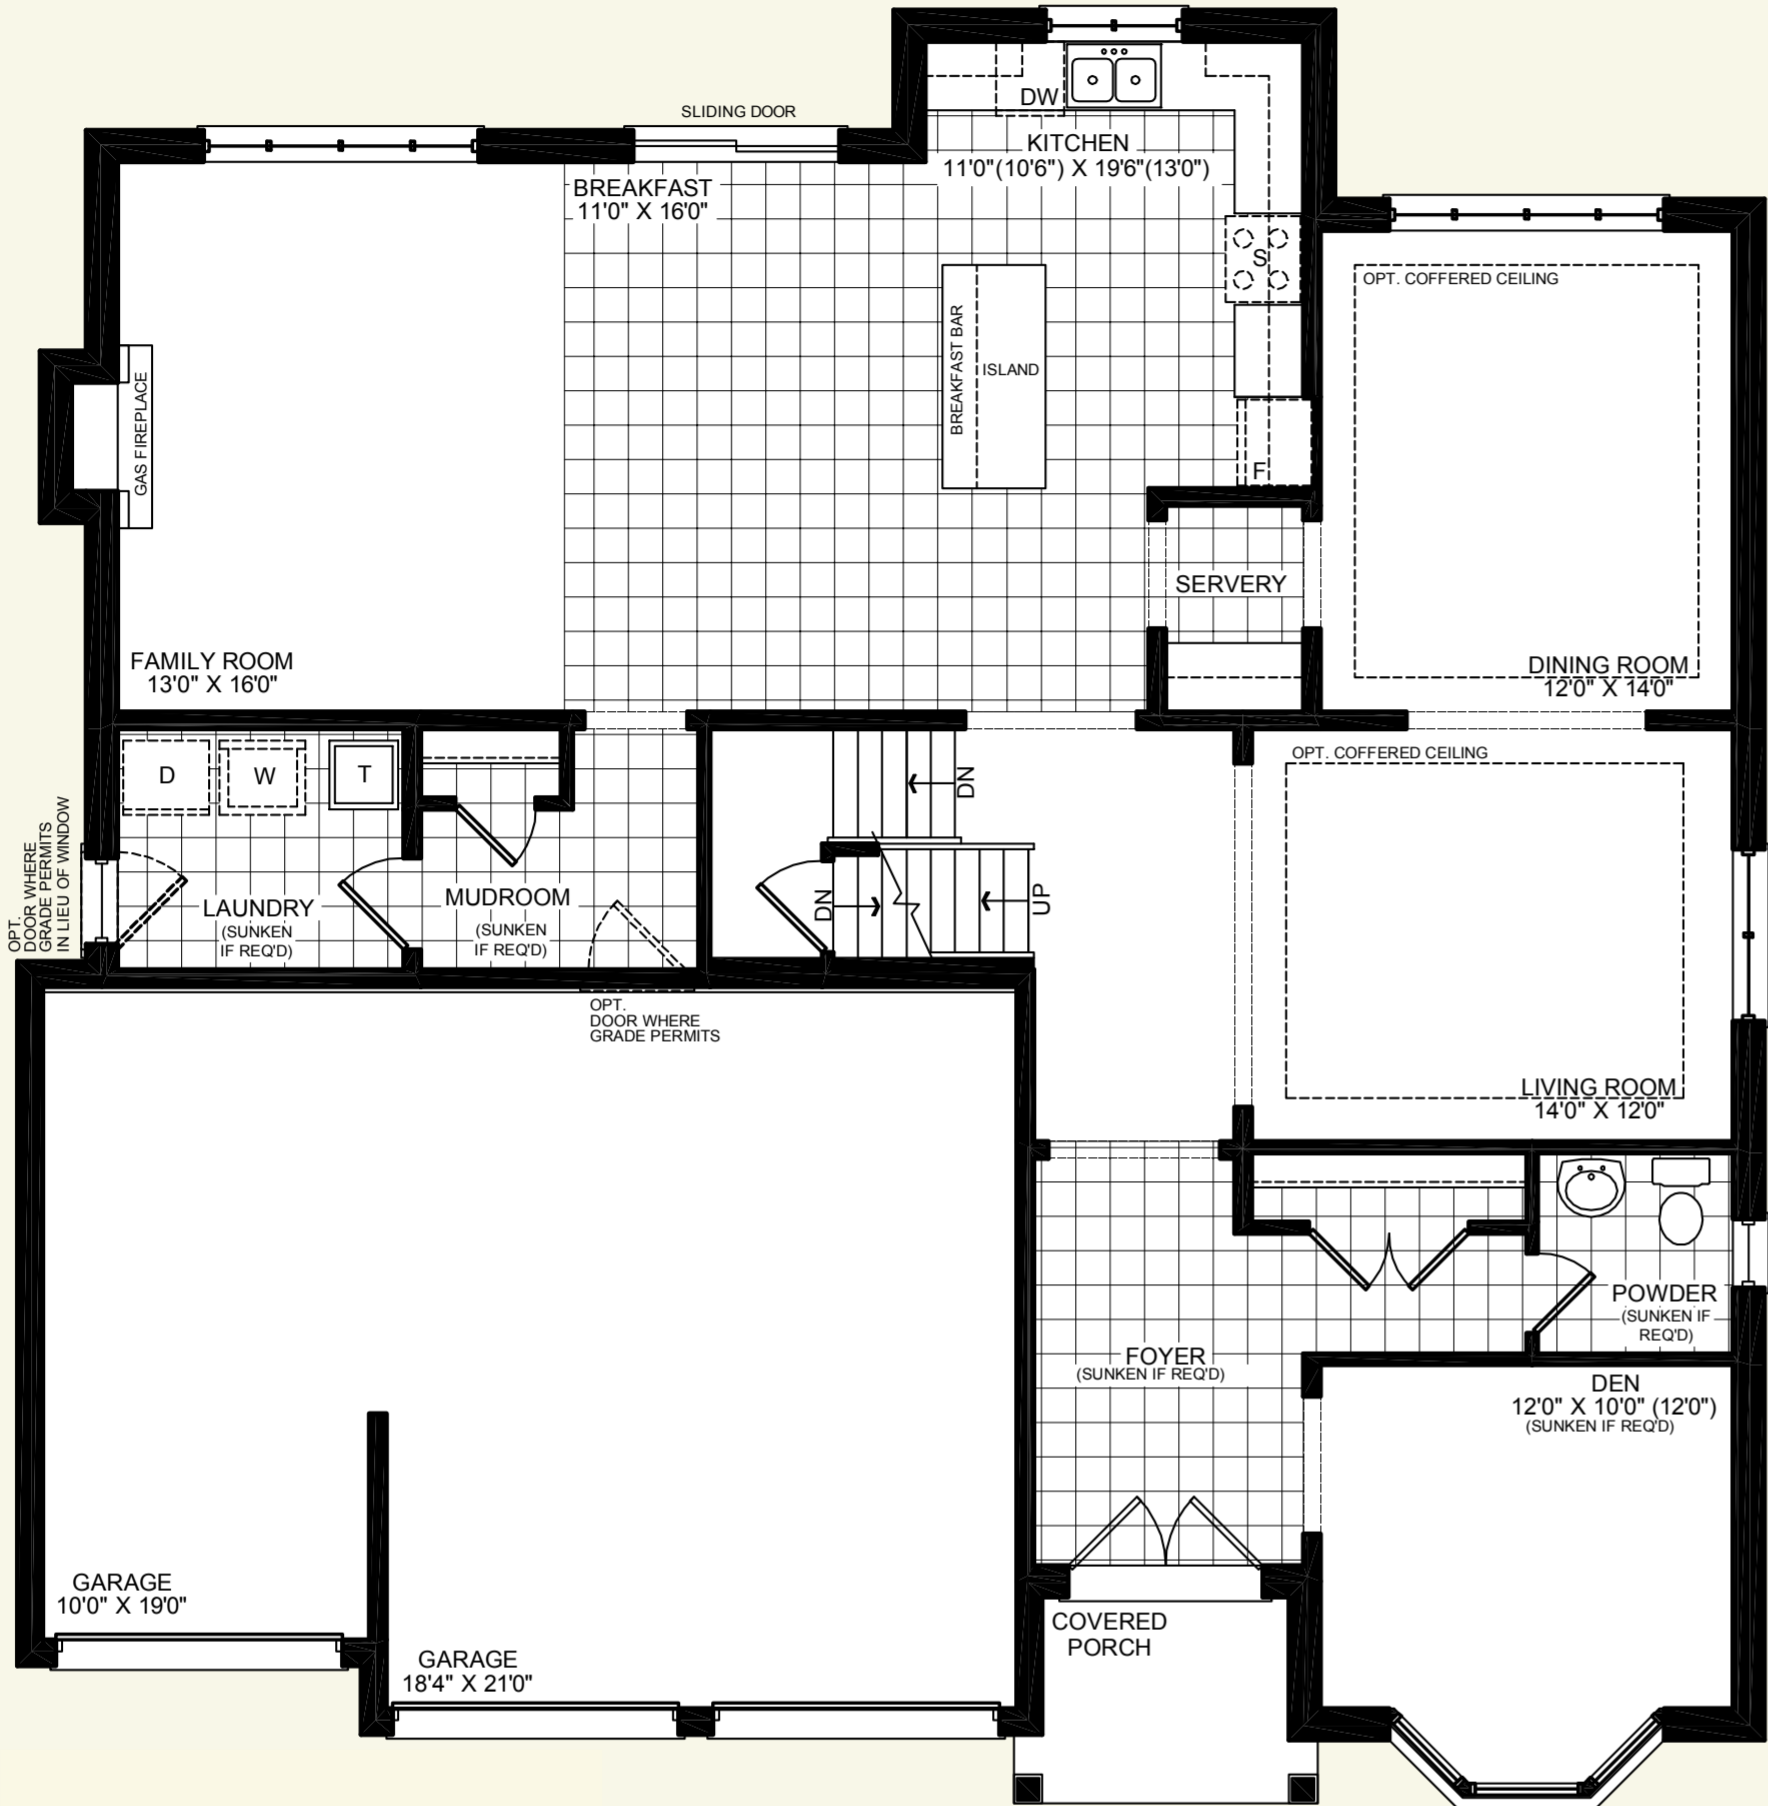 SLIDING DOOR
DW
KITCHEN
11'0"(10'6") X 19'6"(13'0")
BREAKFAST
11'0" X 16'0"
S
OPT. COFFERED CEILING
BREAKFAST BAR
ISLAND
GAS FIREPLACE
F
SERVERY
FAMILY ROOM
13'0" X 16'0"
DINING ROOM
12'0" X 14'0"
OPT. COFFERED CEILING
D
W
T
DN
OPT.
DOOR WHERE
GRADE PERMITS
IN LIEU OF WINDOW
LAUNDRY
(SUNKEN
IF REQ'D)
MUDROOM
(SUNKEN
IF REQ'D)
DN
UP
OPT.
DOOR WHERE
GRADE PERMITS
LIVING ROOM
14'0" X 12'0"
POWDER
(SUNKEN IF
REQ'D)
FOYER
(SUNKEN IF REQ'D)
DEN
12'0" X 10'0" (12'0")
(SUNKEN IF REQ'D)
GARAGE
10'0" X 19'0"
COVERED
PORCH
GARAGE
18'4" X 21'0"